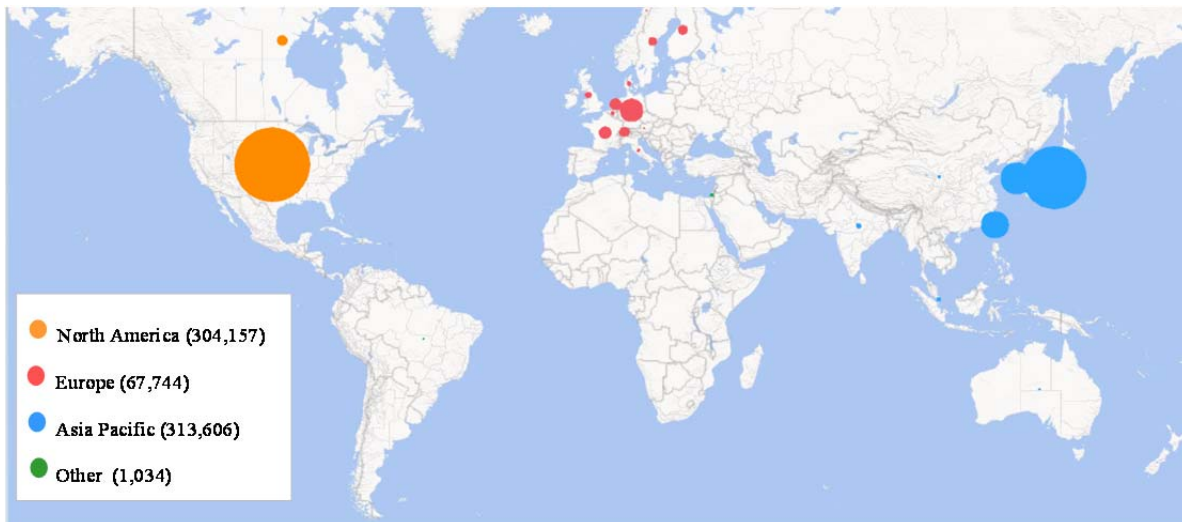 North America (304,157)
Europe (67,744)
Asia Pacific (313,606)
Other (1,034)